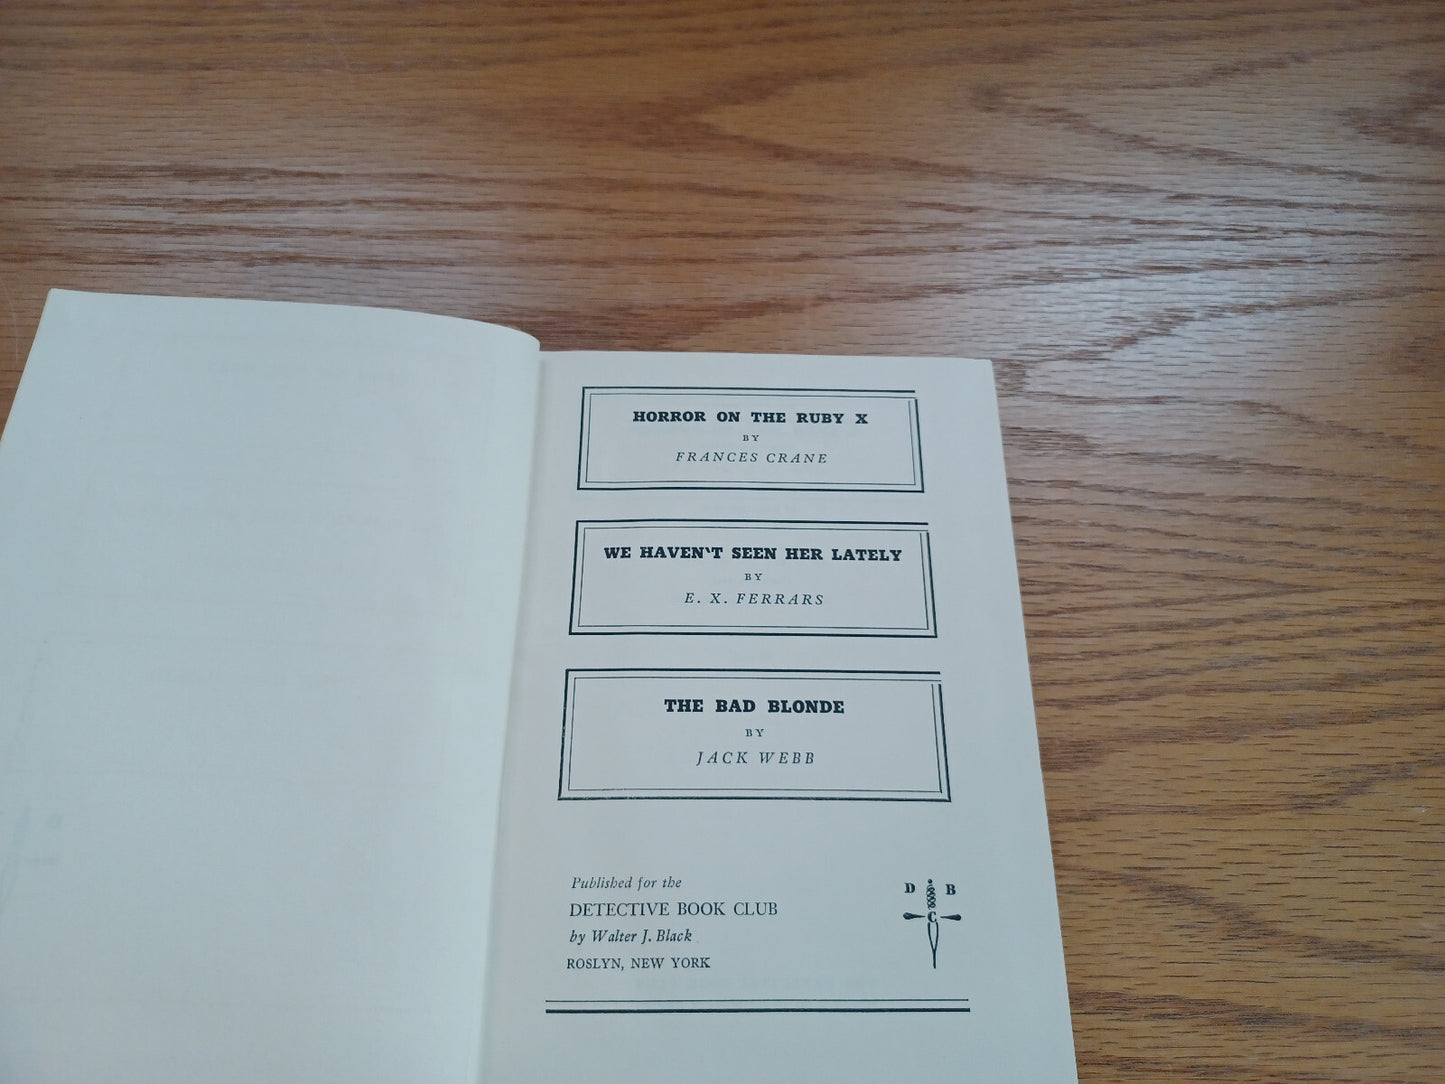 HORROR ON THE RUBY X
BY
FRANCES CRANE
WE HAVEN'T SEEN HER LATELY
BY
E. X. FERRARS
THE BAD BLONDE
BY
JACK WEBB
Published for the
DETECTIVE BOOK CLUB
by Walter J. Black
ROSLYN, NEW YORK
D B
C